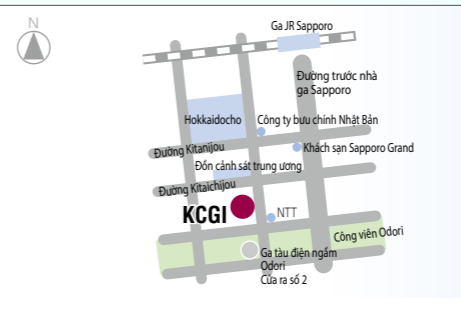 N
Ga JR Sapporo
Đường trước nhà
ga Sapporo
Hokkaidocho
Công ty bưu chính Nhật Bản
Đường Kitanijou
Khách sạn Sapporo Grand
Đồn cảnh sát trung ương
Đường Kitaichijou
KCGI
NTT
Công viên Odori
Ga tàu điện ngầm
Odori
Cửa ra số 2